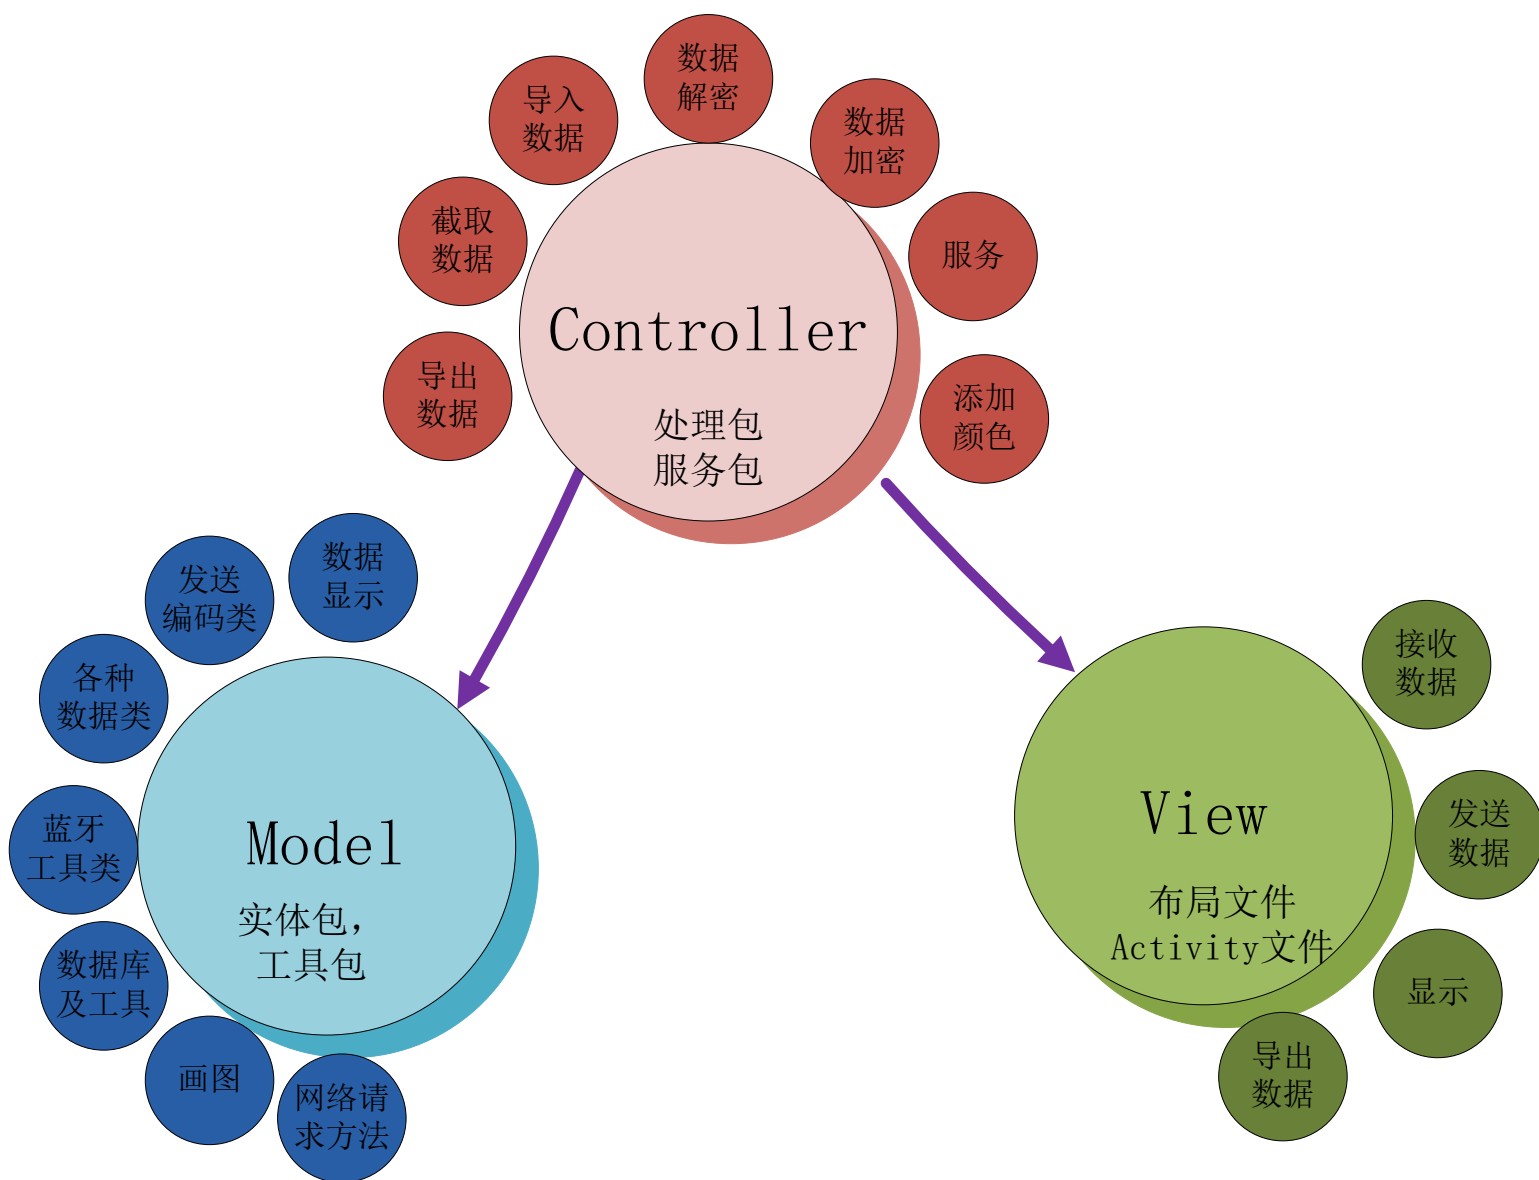 数据
解密
导入
数据
数据
加密
截取
数据
服务
导出
数据
添加
颜色
Controller
处理包
服务包
数据
显示
发送
编码类
各种
数据类
蓝牙
工具类
数据库
及工具
画图
网络请
求方法
Model
实体包,
工具包
接收
数据
发送
数据
显示
导出
数据
View
布局文件
Activity文件